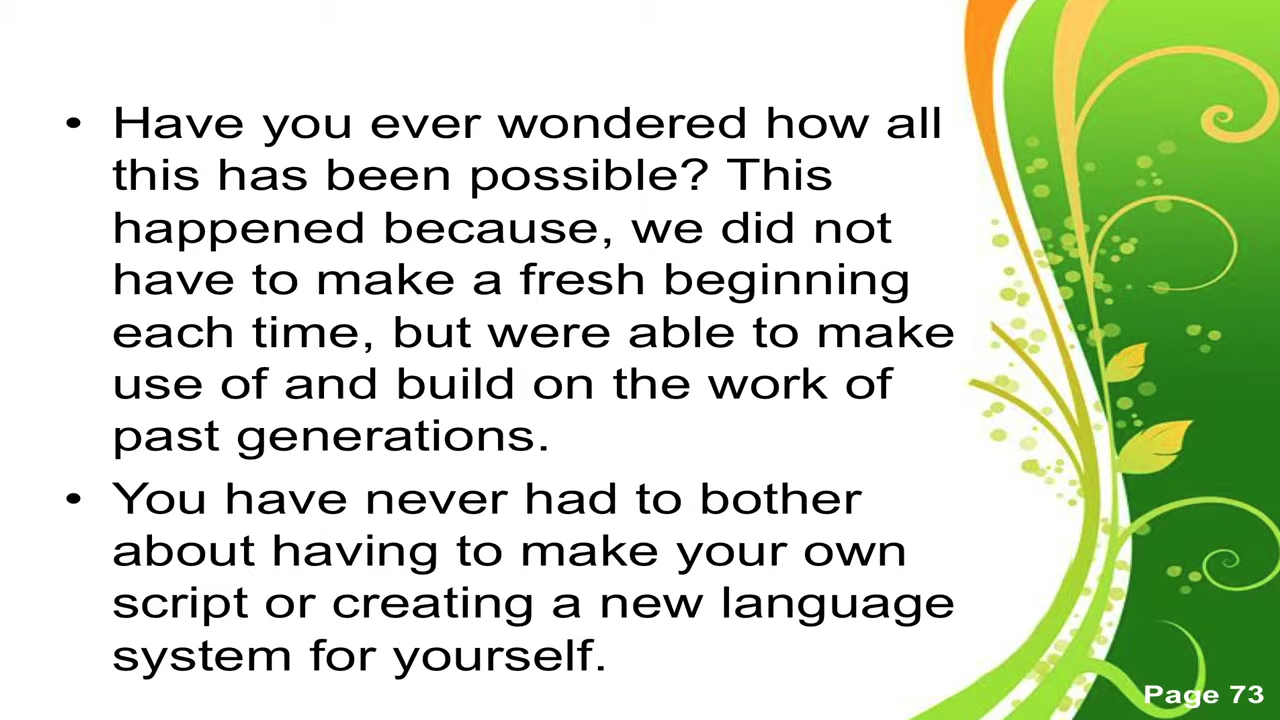 • Have you ever wondered how all
this has been possible? This
happened because, we did not
have to make a fresh beginning
each time, but were able to make
use of and build on the work of
past generations.
• You have never had to bother
about having to make your own
script or creating a new language
system for yourself.
Page 73